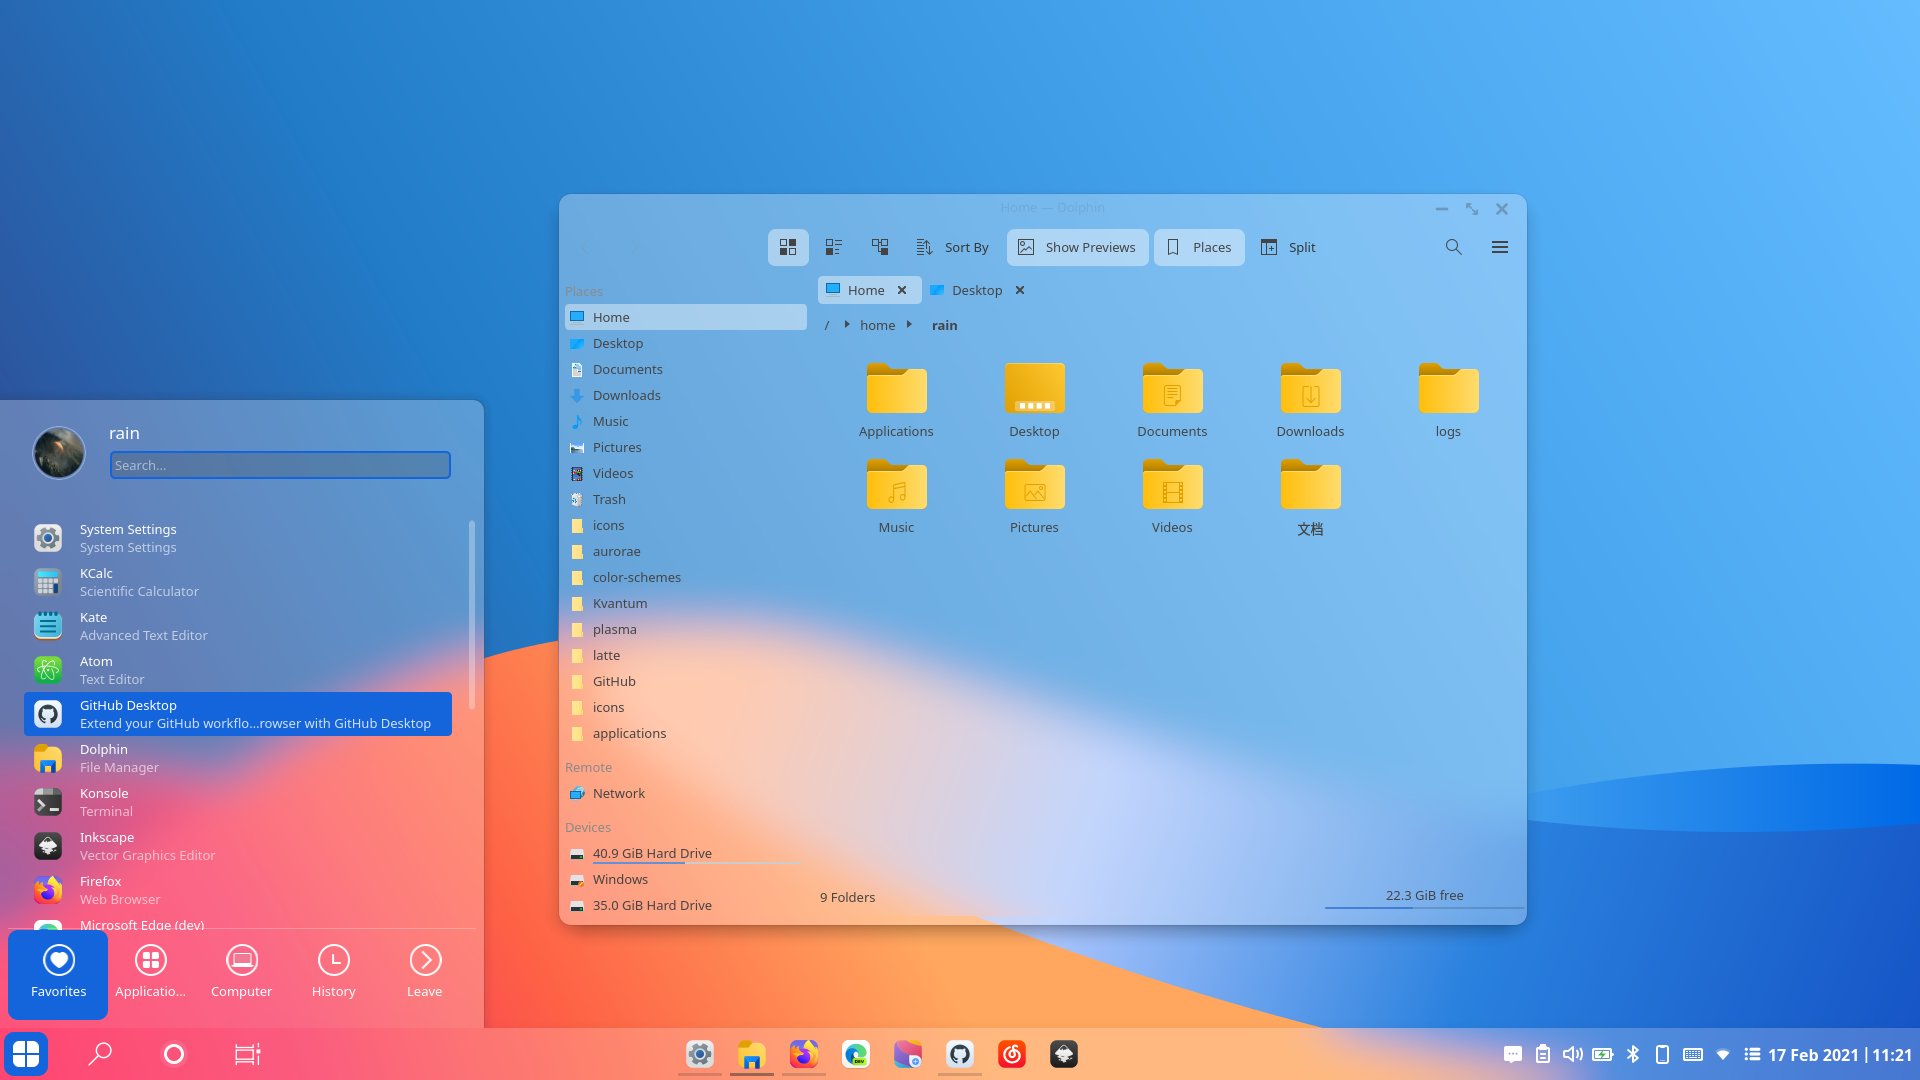 Home — Dolphin
Sort By
Show Previews
Places
Split
Places
Home
Desktop
Documents
Downloads
Music
Pictures
Videos
Trash
icons
aurorae
color-schemes
Kvantum
plasma
latte
GitHub
icons
applications
Remote
Network
Devices
40.9 GiB Hard Drive
Windows
35.0 GiB Hard Drive
Home
Desktop
/ home rain
Applications
Desktop
Documents
Downloads
logs
Music
Pictures
Videos
文档
9 Folders
22.3 GiB free
rain
Search...
System Settings
System Settings
KCalc
Scientific Calculator
Kate
Advanced Text Editor
Atom
Text Editor
GitHub Desktop
Extend your GitHub workflo...rowser with GitHub Desktop
Dolphin
File Manager
Konsole
Terminal
Inkscape
Vector Graphics Editor
Firefox
Web Browser
Microsoft Edge (dev)
Favorites
Applicatio...
Computer
History
Leave
DEV
17 Feb 2021 | 11:21